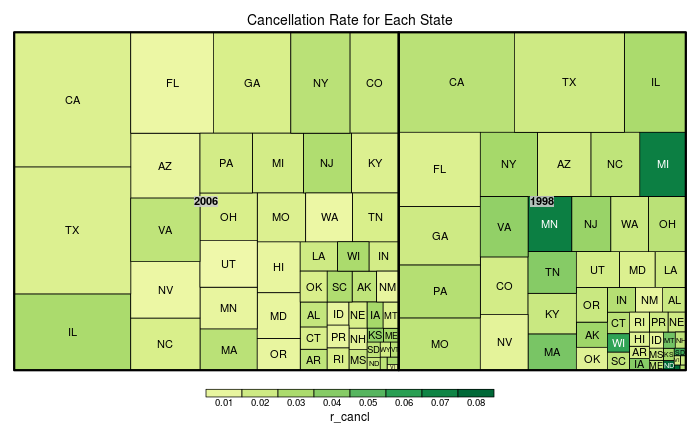 Cancellation Rate for Each State
CA FL GA NY CO CA TX IL
AZ PA MI NJ KY FL NY AZ NC MI
2006 1998
TX VA OH MO WA TN GA VA MN NJ WA OH
UT HI LA WI IN PA CO TN UT MD LA
NV OK SC AK NM
MN MD AL ID NE IA MT KY OR IN NM AL
CT RI PR NE
IL NC MA OR CT PR NH KS ME MO NV MA AK WI HI ID MT NH
SD WY VT AR MS KS
AR RI MS ND OK SC IA ME ND
0.01 0.02 0.03 0.04 0.05 0.06 0.07 0.08
r_cancl